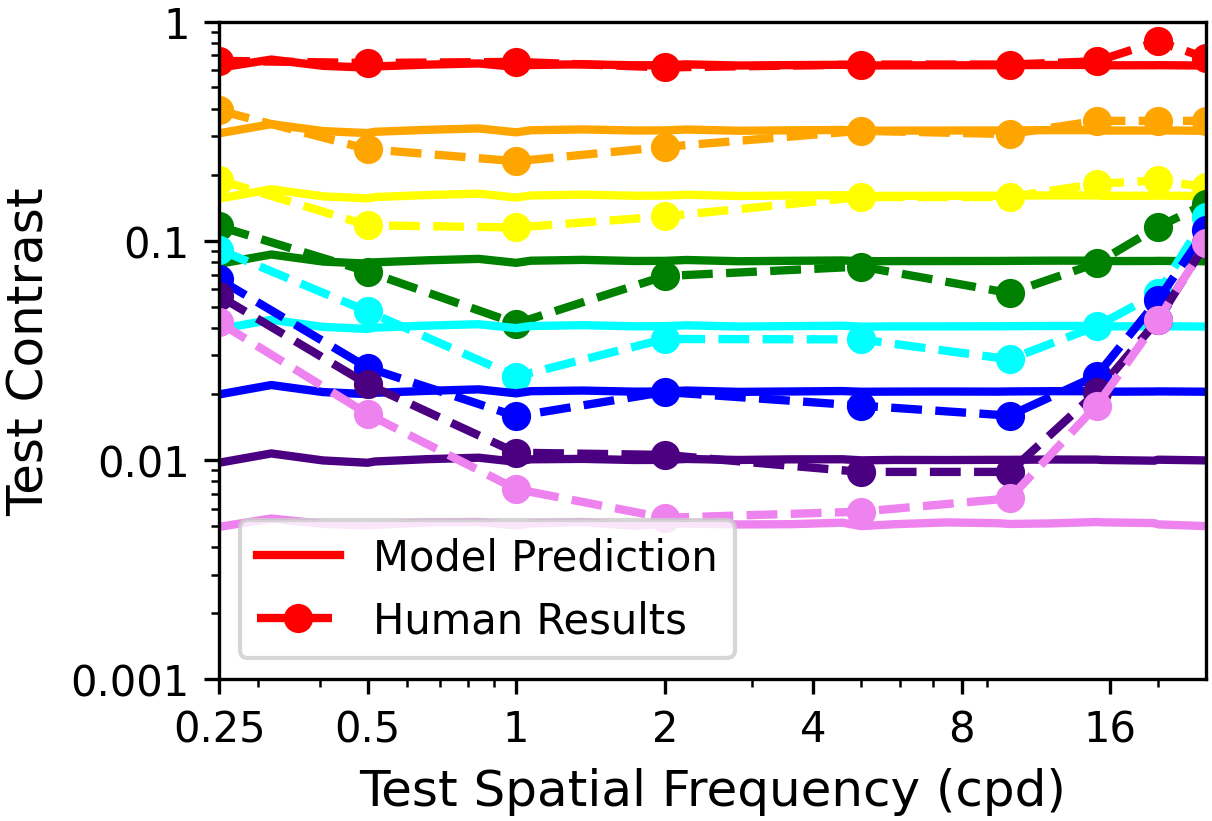 1
0.1
0.01
0.001
Test Contrast
Model Prediction
Human Results
0.25 0.5 1 2 4 8 16
Test Spatial Frequency (cpd)